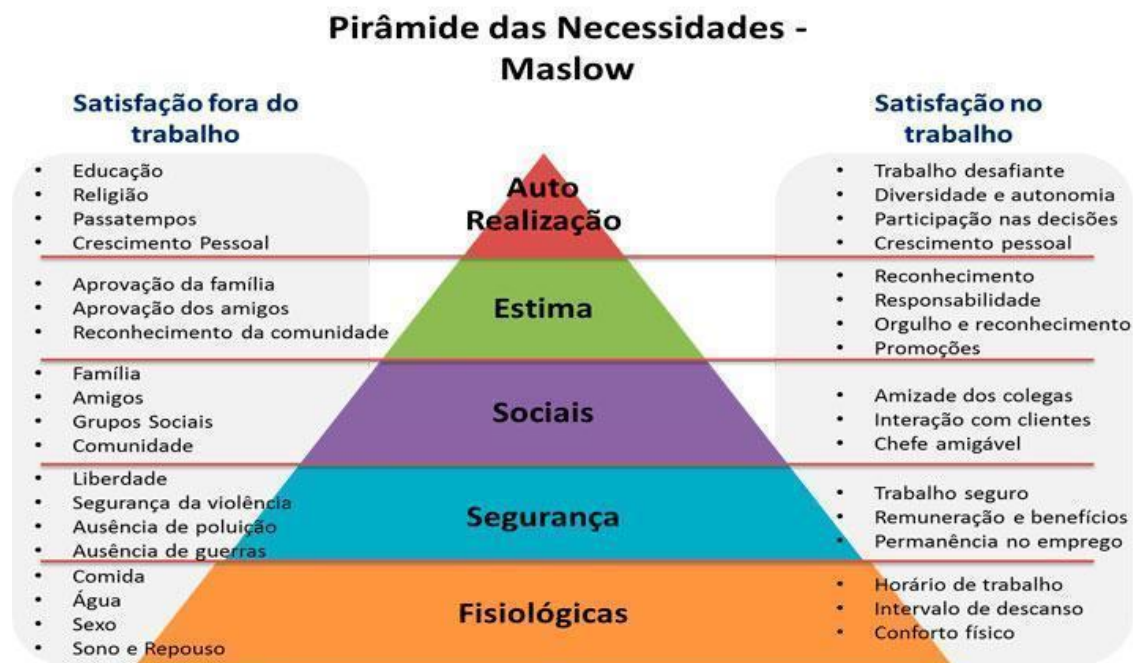 Pirâmide das Necessidades -
Maslow
Satisfação fora do
trabalho
• Educação
• Religião
• Passatempos
• Crescimento Pessoal
• Aprovação da família
• Aprovação dos amigos
• Reconhecimento da comunidade
• Família
• Amigos
• Grupos Sociais
• Comunidade
• Liberdade
• Segurança da violência
• Ausência de poluição
• Ausência de guerras
• Comida
• Água
• Sexo
• Sono e Repouso
Auto
Realização
Estima
Sociais
Segurança
Fisiológicas
Satisfação no
trabalho
• Trabalho desafiante
• Diversidade e autonomia
• Participação nas decisões
• Crescimento pessoal
• Reconhecimento
• Responsabilidade
• Orgulho e reconhecimento
• Promoções
• Amizade dos colegas
• Interação com clientes
• Chefe amigável
• Trabalho seguro
• Remuneração e benefícios
• Permanência no emprego
• Horário de trabalho
• Intervalo de descanso
• Conforto físico